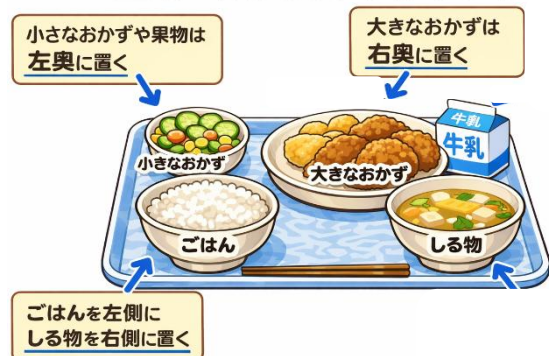 小さなおかずや果物は
左奥に置く
大きなおかずは
右奥に置く
牛乳
牛乳
小きなおかず
大きなおかず
ごはん
しる物
ごはんを左側に
しる物を右側に置く